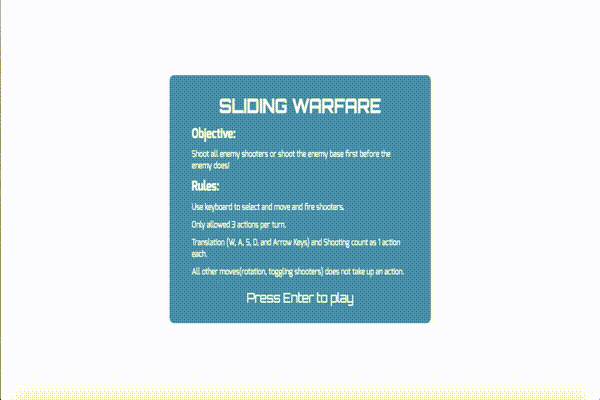 SLIDING WARFARE
Objective:
Shoot all enemy shooters or shoot the enemy base first before the
enemy does!
Rules:
Use keyboard to select and move and fire shooters.
Only allowed 3 actions per turn.
Translation (W, A, S, D, and Arrow Keys) and Shooting count as 1 action
each.
All other moves(rotation, toggling shooters) does not take up an action.
Press Enter to play